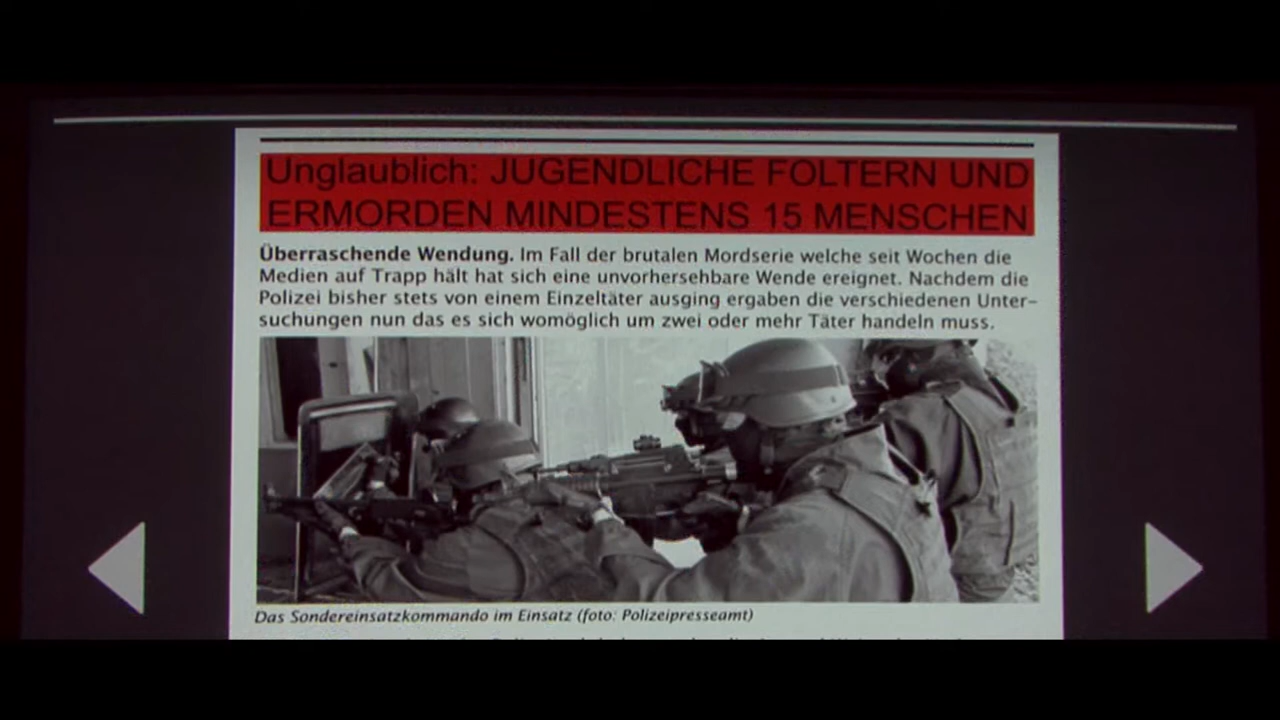 Unglaublich: JUGENDLICHE FOLTERN UND
ERMORDEN MINDESTENS 15 MENSCHEN
Überraschende Wendung. Im Fall der brutalen Mordserie welche seit Wochen die
Medien auf Trapp hält hat sich eine unvorhersehbare Wende ereignet. Nachdem die
Polizei bisher stets von einem Einzeltäter ausging ergaben die verschiedenen Unter-
suchungen nun das es sich womöglich um zwei oder mehr Täter handeln muss.
Das Sondereinsatzkommando im Einsatz (foto: Polizeipresseamt)